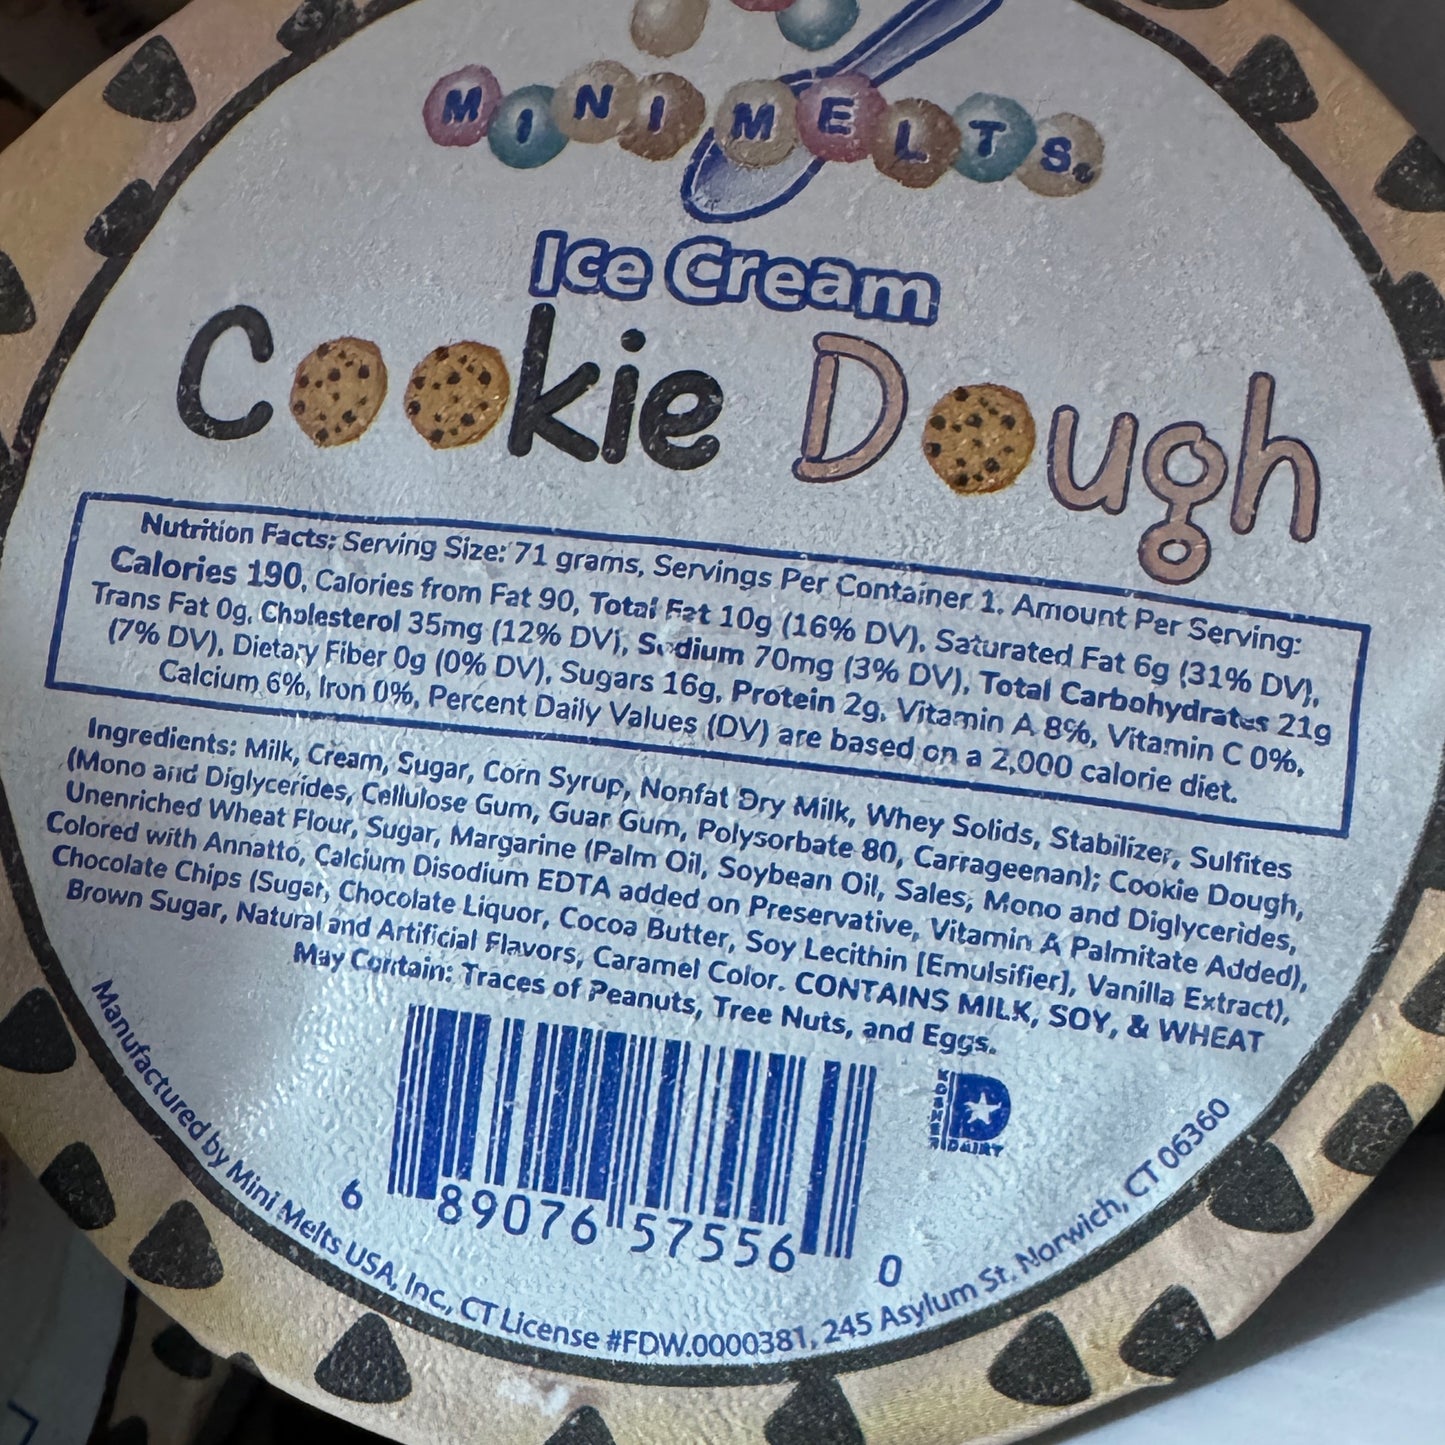 MINI MELTS®
Ice Cream
Cookie Dough
Nutrition Facts: Serving Size: 71 grams, Servings Per Container 1. Amount Per Serving:
Calories 190, Calories from Fat 90, Total Fat 10g (16% DV), Saturated Fat 6g (31% DV),
Trans Fat 0g, Cholesterol 35mg (12% DV), Sodium 70mg (3% DV), Total Carbohydrates 21g
(7% DV), Dietary Fiber 0g (0% DV), Sugars 16g, Protein 2g, Vitamin A 8%, Vitamin C 0%,
Calcium 6%, Iron 0%, Percent Daily Values (DV) are based on a 2,000 calorie diet.
Ingredients: Milk, Cream, Sugar, Corn Syrup, Nonfat Dry Milk, Whey Solids, Stabilizer, Sulfites
(Mono and Diglycerides, Cellulose Gum, Guar Gum, Polysorbate 80, Carrageenan); Cookie Dough,
Unenriched Wheat Flour, Sugar, Margarine (Palm Oil, Soybean Oil, Sales, Mono and Diglycerides,
Colored with Annatto, Calcium Disodium EDTA added on Preservative, Vitamin A Palmitate Added),
Chocolate Chips (Sugar, Chocolate Liquor, Cocoa Butter, Soy Lecithin [Emulsifier], Vanilla Extract),
Brown Sugar, Natural and Artificial Flavors, Caramel Color. CONTAINS MILK, SOY, & WHEAT
May Contain: Traces of Peanuts, Tree Nuts, and Eggs.
KOSHER DAIRY
6 89076 57556 0
Manufactured by Mini Melts USA, Inc, CT License #FDW.0000381, 245 Asylum St. Norwich, CT 06360